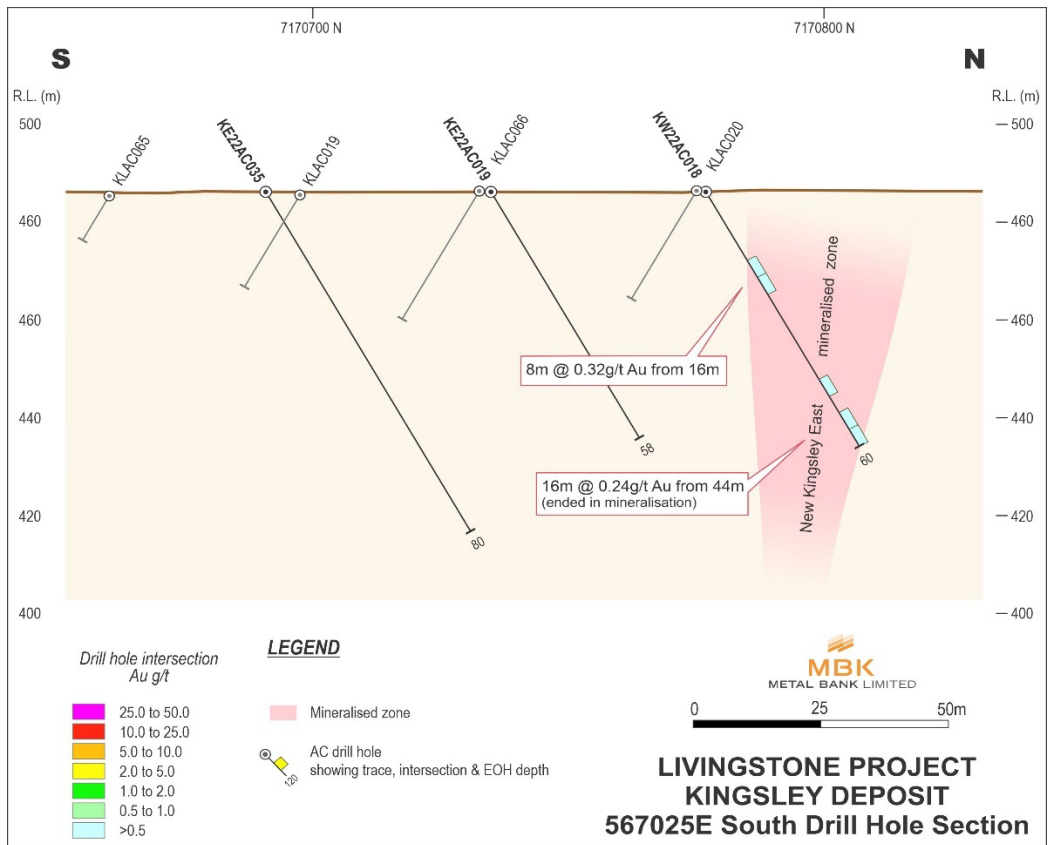 7170700 N
7170800 N
S
N
R.L. (m)
R.L. (m)
500
500
KLAC065
KE22AC035
KLAC019
KE22AC019
KLAC066
KW22AC018
KLAC020
460
460
460
460
440
440
420
420
400
400
8m @ 0.32g/t Au from 16m
16m @ 0.24g/t Au from 44m
(ended in mineralisation)
New Kingsley East
mineralised zone
80
58
60
Drill hole intersection
Au g/t
25.0 to 50.0
10.0 to 25.0
5.0 to 10.0
2.0 to 5.0
1.0 to 2.0
0.5 to 1.0
>0.5
LEGEND
Mineralised zone
120
AC drill hole
showing trace, intersection & EOH depth
MBK
METAL BANK LIMITED
0 25 50m
LIVINGSTONE PROJECT
KINGSLEY DEPOSIT
567025E South Drill Hole Section